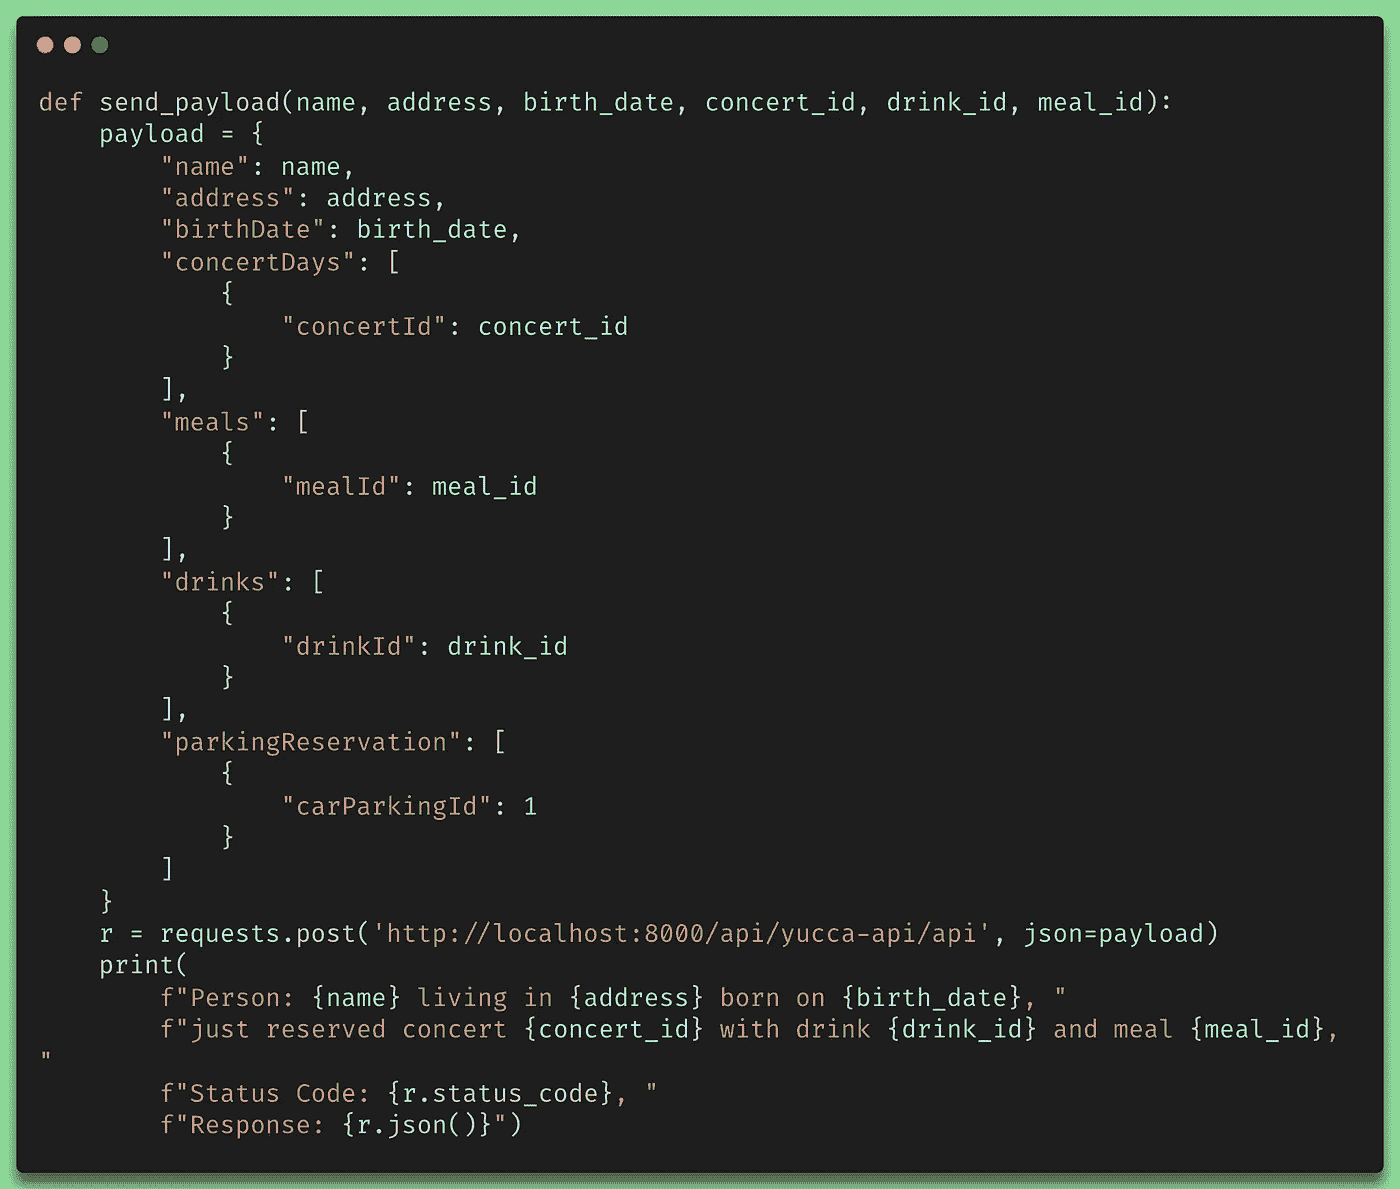 def send_payload(name, address, birth_date, concert_id, drink_id, meal_id):
    payload = {
        "name": name,
        "address": address,
        "birthDate": birth_date,
        "concertDays": [
            {
                "concertId": concert_id
            }
        ],
        "meals": [
            {
                "mealId": meal_id
            }
        ],
        "drinks": [
            {
                "drinkId": drink_id
            }
        ],
        "parkingReservation": [
            {
                "carParkingId": 1
            }
        ]
    }
    r = requests.post('http://localhost:8000/api/yucca-api/api', json=payload)
    print(
        f"Person: {name} living in {address} born on {birth_date}, "
        f"just reserved concert {concert_id} with drink {drink_id} and meal {meal_id},
"
        f"Status Code: {r.status_code}, "
        f"Response: {r.json()}")